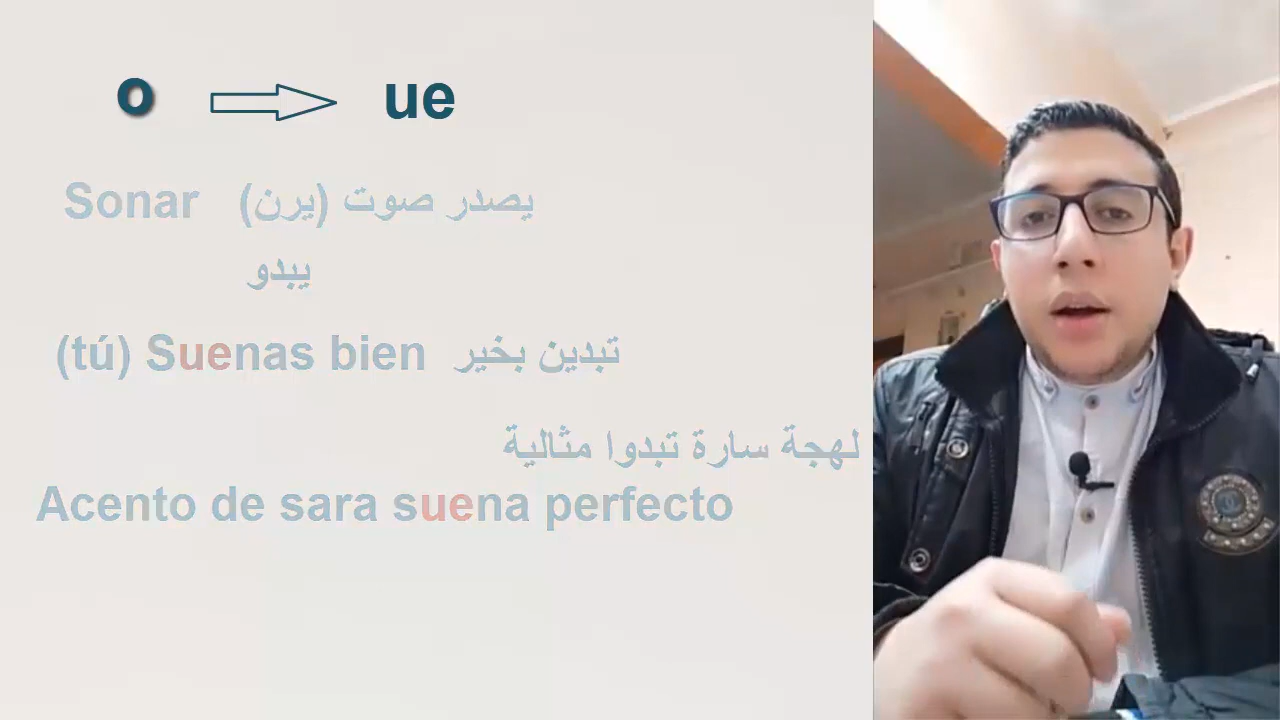 o ue
Sonar (يرن) يصدر صوت
يبدو
(tú) Suenas bien تبدين بخير
لهجة سارة تبدوا مثالية
Acento de sara suena perfecto